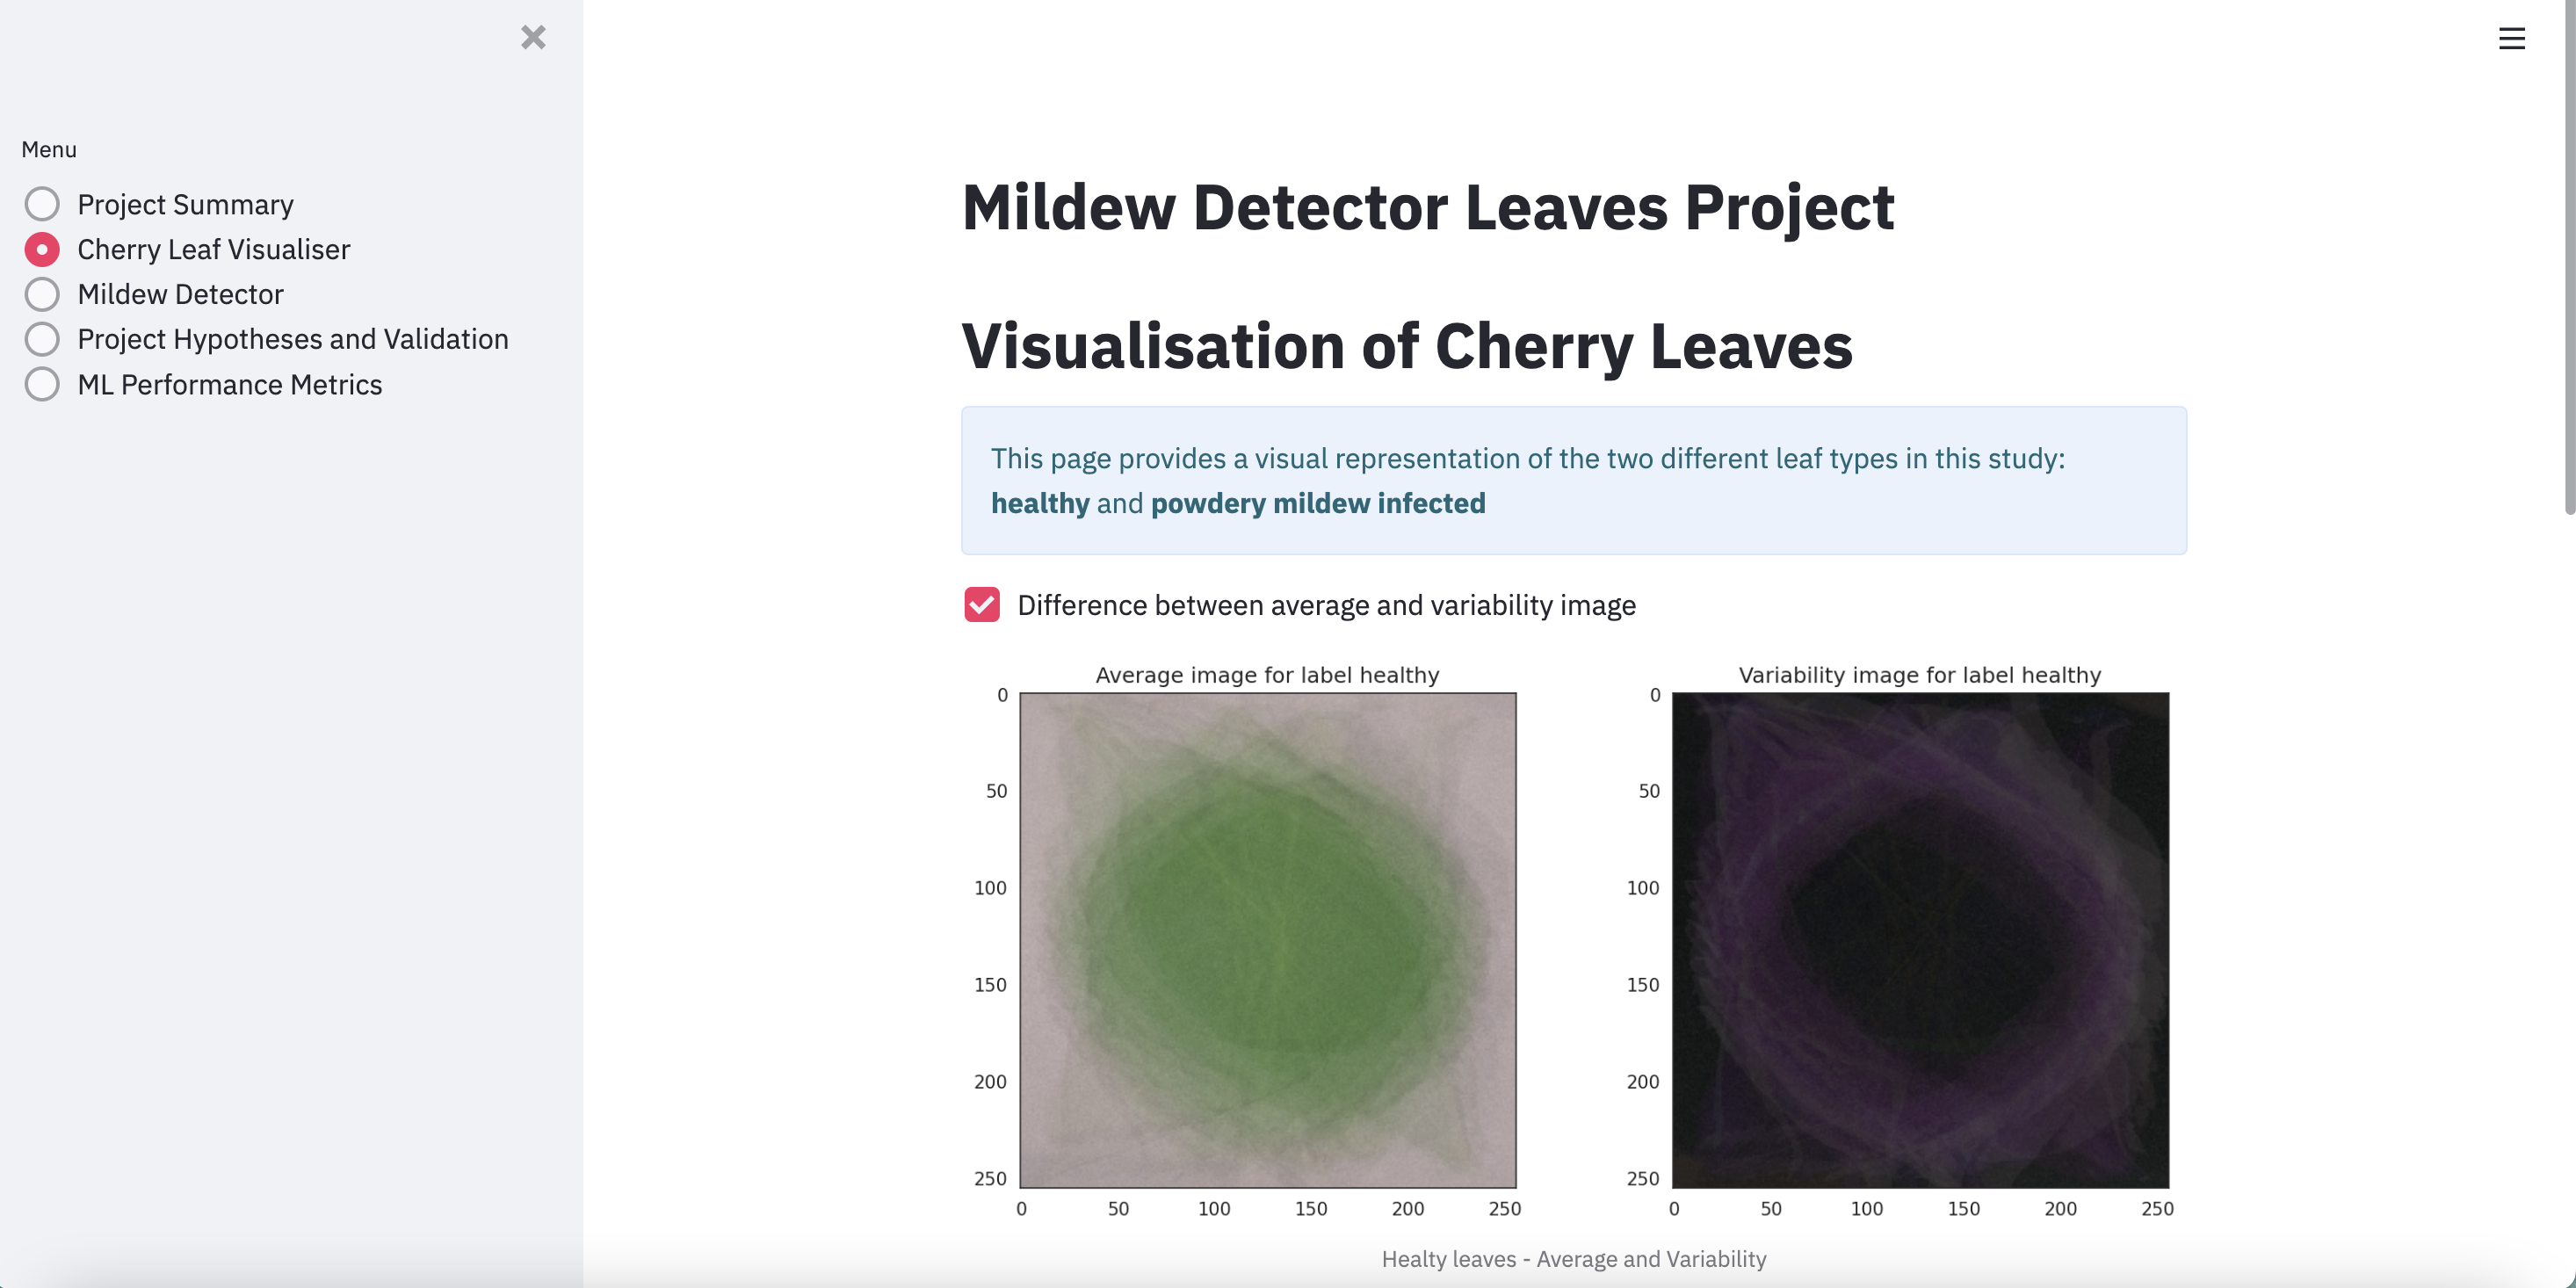 Menu
Project Summary
Cherry Leaf Visualiser
Mildew Detector
Project Hypotheses and Validation
ML Performance Metrics
Mildew Detector Leaves Project
Visualisation of Cherry Leaves
This page provides a visual representation of the two different leaf types in this study:
healthy and powdery mildew infected
Difference between average and variability image
Average image for label healthy
0
50
100
150
200
250
0 50 100 150 200 250
Variability image for label healthy
0
50
100
150
200
250
0 50 100 150 200 250
Healty leaves - Average and Variability